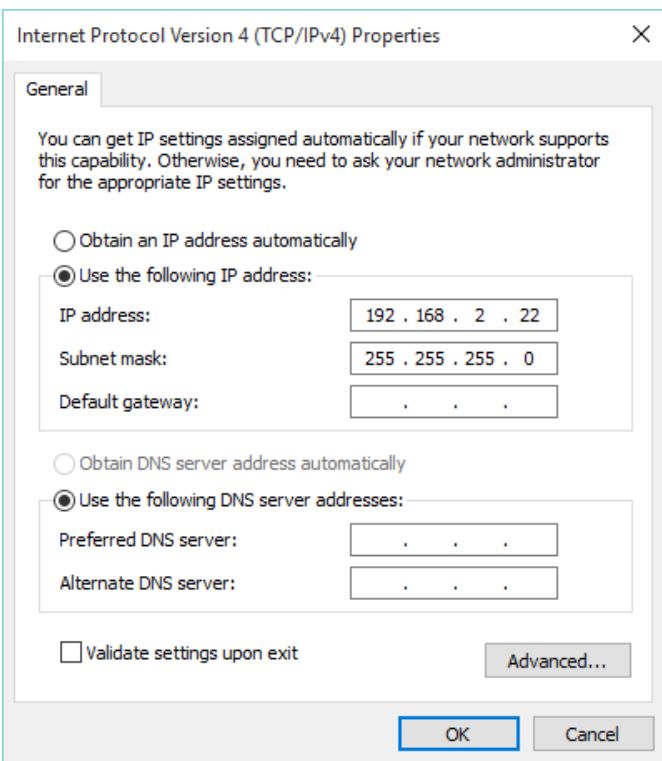 Internet Protocol Version 4 (TCP/IPv4) Properties
General
You can get IP settings assigned automatically if your network supports
this capability. Otherwise, you need to ask your network administrator
for the appropriate IP settings.
Obtain an IP address automatically
Use the following IP address:
IP address: 192 . 168 . 2 . 22
Subnet mask: 255 . 255 . 255 . 0
Default gateway: . . .
Obtain DNS server address automatically
Use the following DNS server addresses:
Preferred DNS server: . . .
Alternate DNS server: . . .
Validate settings upon exit
Advanced...
OK Cancel